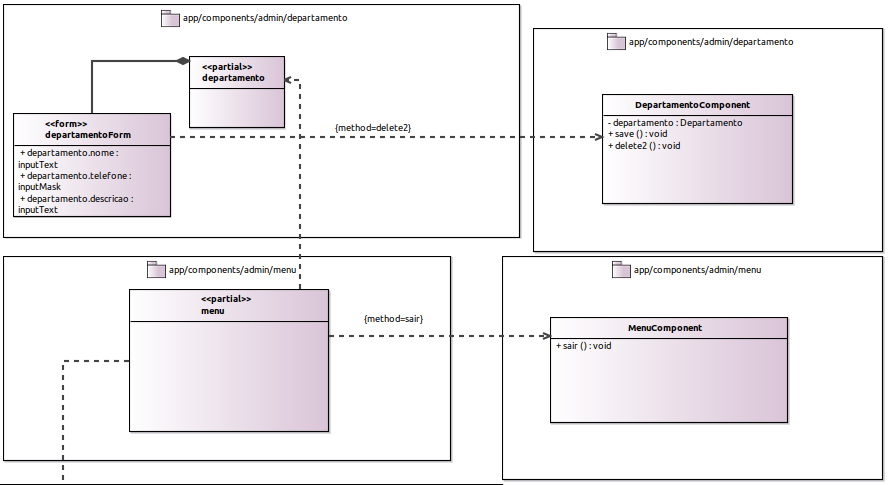 app/components/admin/departamento
<<partial>>
departamento
<<form>>
departamentoForm
+ departamento.nome :
inputText
+ departamento.telefone :
inputMask
+ departamento.descricao :
inputText
{method=delete2}
app/components/admin/departamento
DepartamentoComponent
- departamento : Departamento
+ save () : void
+ delete2 () : void
app/components/admin/menu
<<partial>>
menu
{method=sair}
app/components/admin/menu
MenuComponent
+ sair () : void